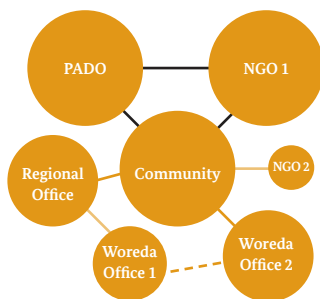 PADO
NGO 1
Regional
Office
Community
NGO 2
Woreda
Office 1
Woreda
Office 2